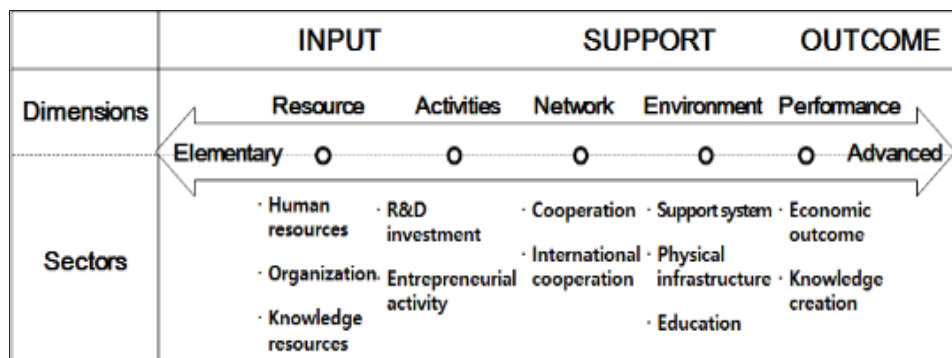 INPUT SUPPORT OUTCOME
Dimensions
Resource Activities Network Environment Performance
Elementary Advanced
Sectors
· Human resources
· Organization
· Knowledge resources
· R&D investment
· Entrepreneurial activity
· Cooperation
· International cooperation
· Support system
· Physical infrastructure
· Education
· Economic outcome
· Knowledge creation